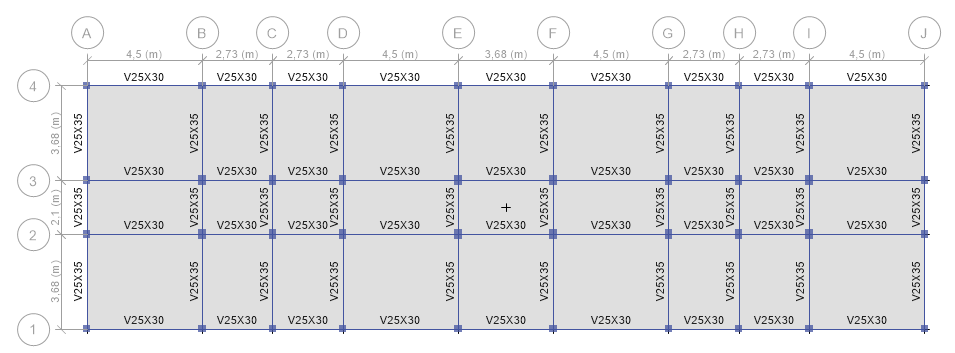 A B C D E F G H I J
4,5 (m) 2,73 (m) 2,73 (m) 4,5 (m) 3,68 (m) 4,5 (m) 2,73 (m) 2,73 (m) 4,5 (m)
V25X30 V25X30 V25X30 V25X30 V25X30 V25X30 V25X30 V25X30 V25X30
4
3,68 (m) V25X35 V25X35 V25X35 V25X35 V25X35 V25X35 V25X35 V25X35 V25X35 V25X35
V25X30 V25X30 V25X30 V25X30 V25X30 V25X30 V25X30 V25X30 V25X30
3
2,1 (m) V25X35 V25X35 V25X35 V25X35 V25X35 V25X35 V25X35 V25X35 V25X35 V25X35
V25X30 V25X30 V25X30 V25X30 V25X30 V25X30 V25X30 V25X30 V25X30
2
3,68 (m) V25X35 V25X35 V25X35 V25X35 V25X35 V25X35 V25X35 V25X35 V25X35 V25X35
V25X30 V25X30 V25X30 V25X30 V25X30 V25X30 V25X30 V25X30 V25X30
1